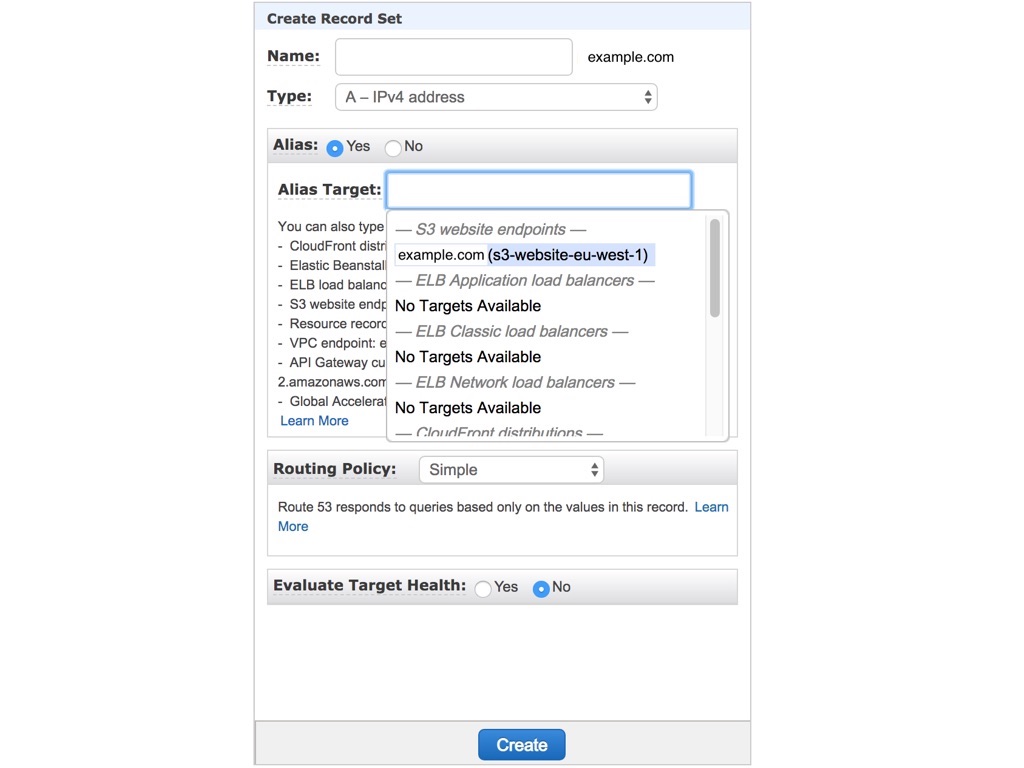 Create Record Set
Name: example.com
Type: A – IPv4 address
Alias: Yes No
Alias Target:
You can also type
- CloudFront distri
- Elastic Beanstal
- ELB load balanc
- S3 website endp
- Resource record
- VPC endpoint: e
- API Gateway cu
2.amazonaws.com
- Global Accelerat
Learn More
— S3 website endpoints —
example.com (s3-website-eu-west-1)
— ELB Application load balancers —
No Targets Available
— ELB Classic load balancers —
No Targets Available
— ELB Network load balancers —
No Targets Available
— CloudFront distributions —
Routing Policy: Simple
Route 53 responds to queries based only on the values in this record. Learn
More
Evaluate Target Health: Yes No
Create